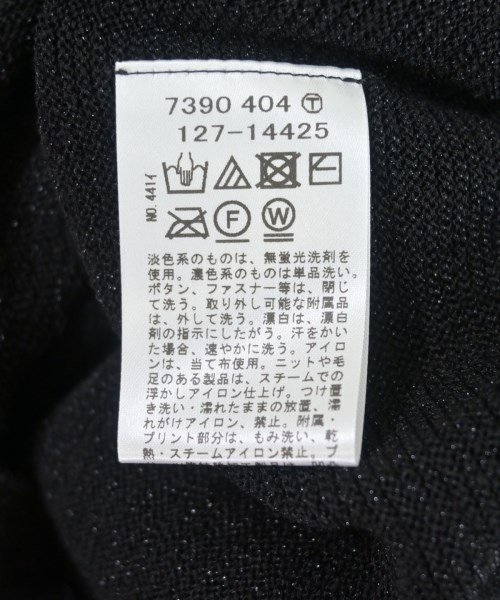 7390 404 Ⓣ
127-14425
NO.441イ
F
W
淡色系のものは、無蛍光洗剤を
使用。濃色系のものは単品洗い。
ボタン、ファスナー等は、閉じ
て洗う。取り外し可能な附属品
は、外して洗う。漂白は、漂白
剤の指示にしたがう。汗をかい
た場合、速やかに洗う。アイロ
ンは、当て布使用。ニットや毛
足のある製品は、スチームでの
浮かしアイロン仕上げ。つけ置
き洗い・濡れたままの放置、濡
れがけアイロン、禁止。附属・
プリント部分は、もみ洗い、乾
熱・スチームアイロン禁止。プ